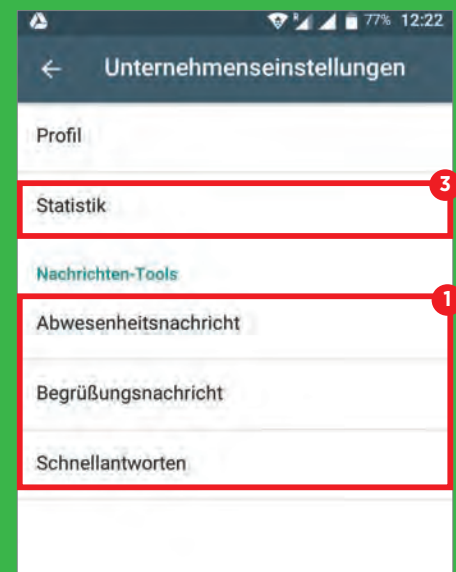 77% 12:22
Unternehmenseinstellungen
Profil
3
Statistik
Nachrichten-Tools
1
Abwesenheitsnachricht
Begrüßungsnachricht
Schnellantworten